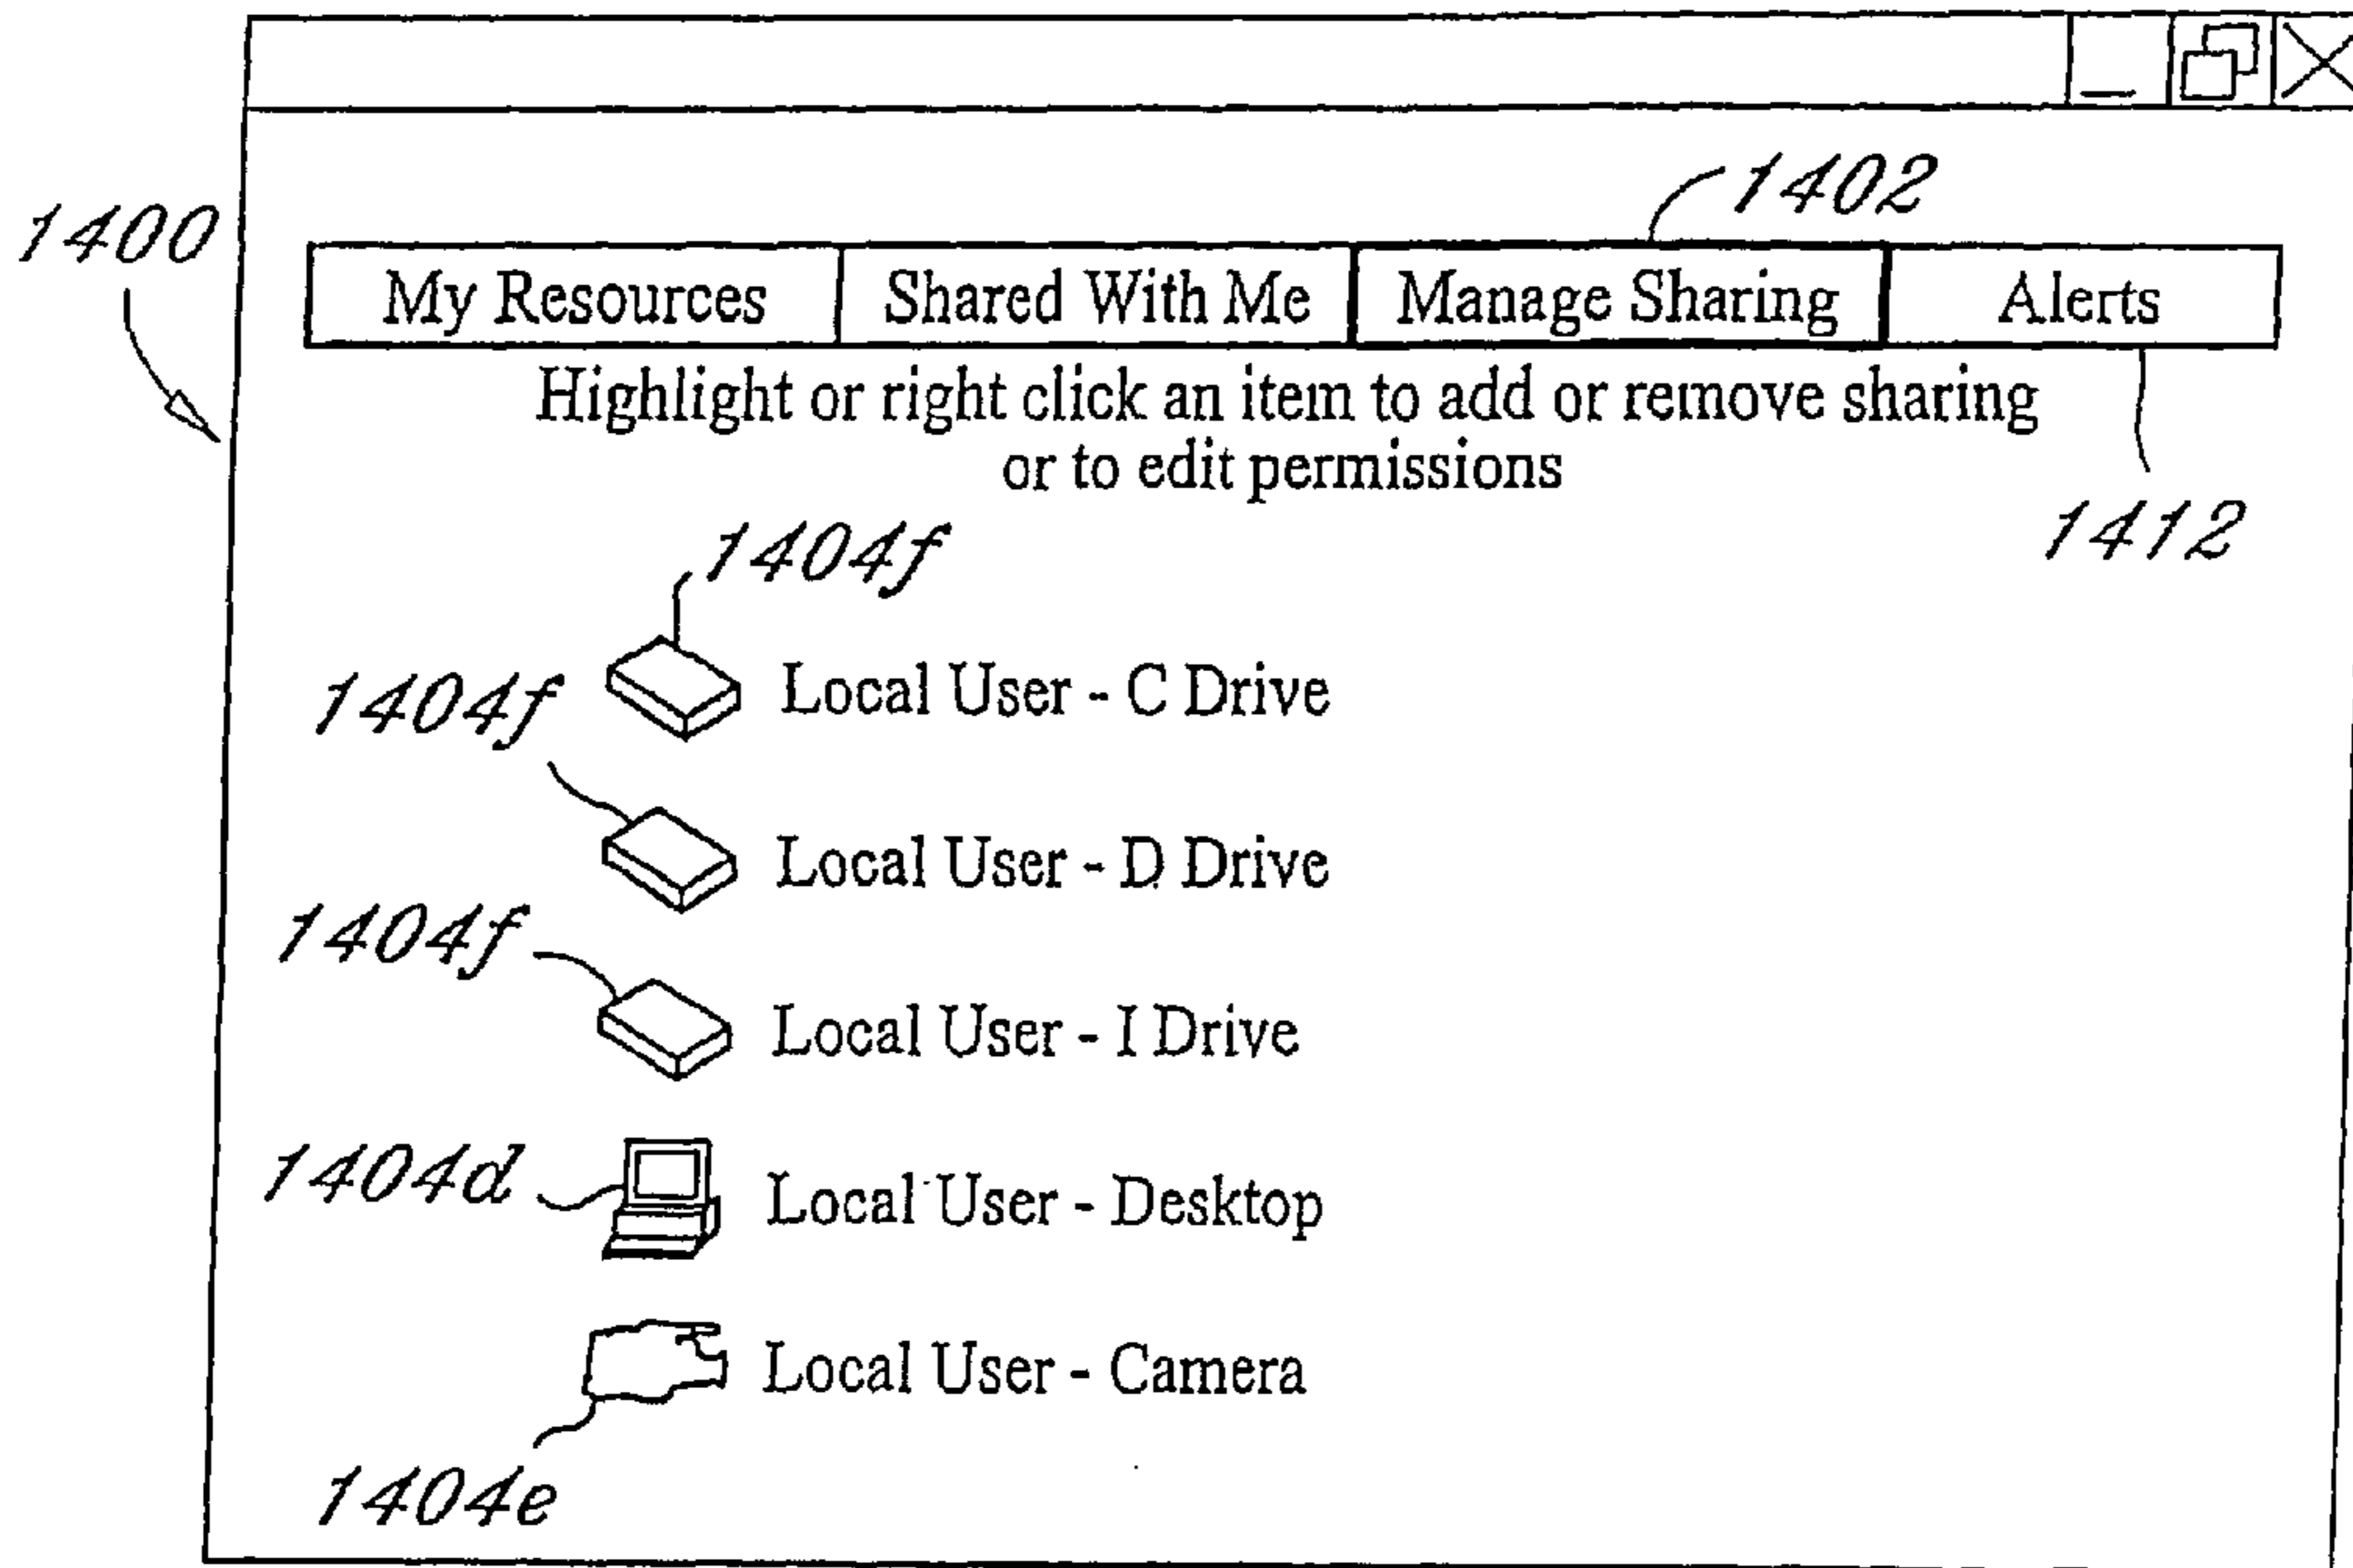 1402
1400
My Resources Shared With Me Manage Sharing Alerts
Highlight or right click an item to add or remove sharing
or to edit permissions
1412
1404f
Local User - C Drive
1404f
Local User - D Drive
1404f
Local User - I Drive
1404d
Local User - Desktop
Local User - Camera
1404e